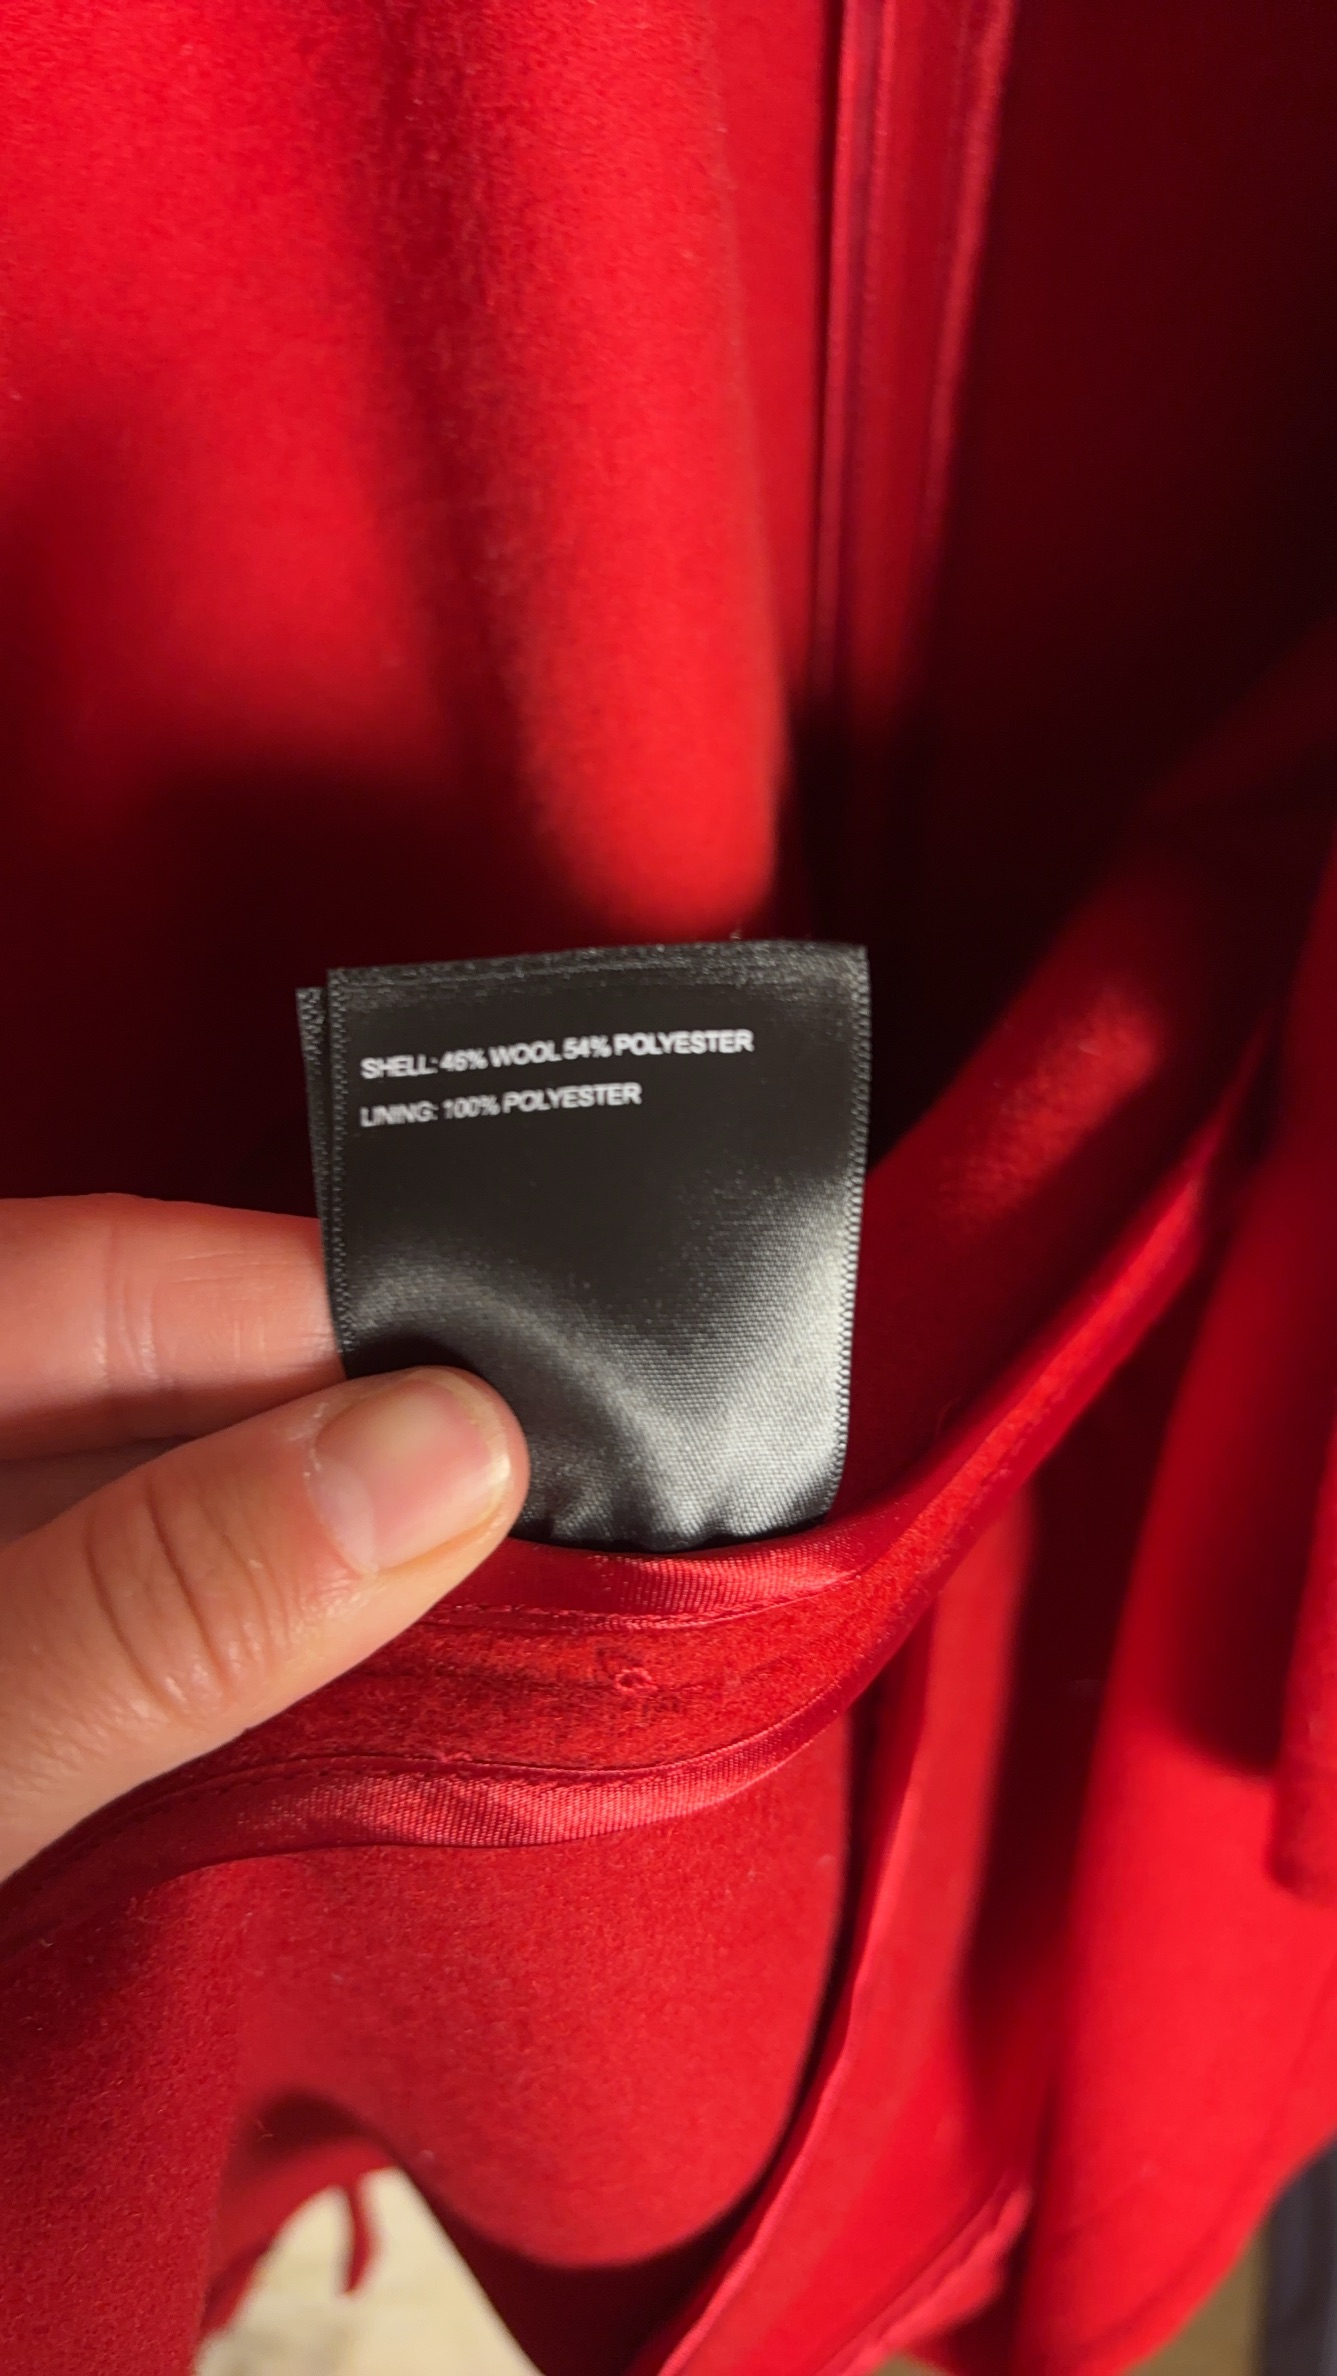 SHELL: 46% WOOL 54% POLYESTER
LINING: 100% POLYESTER